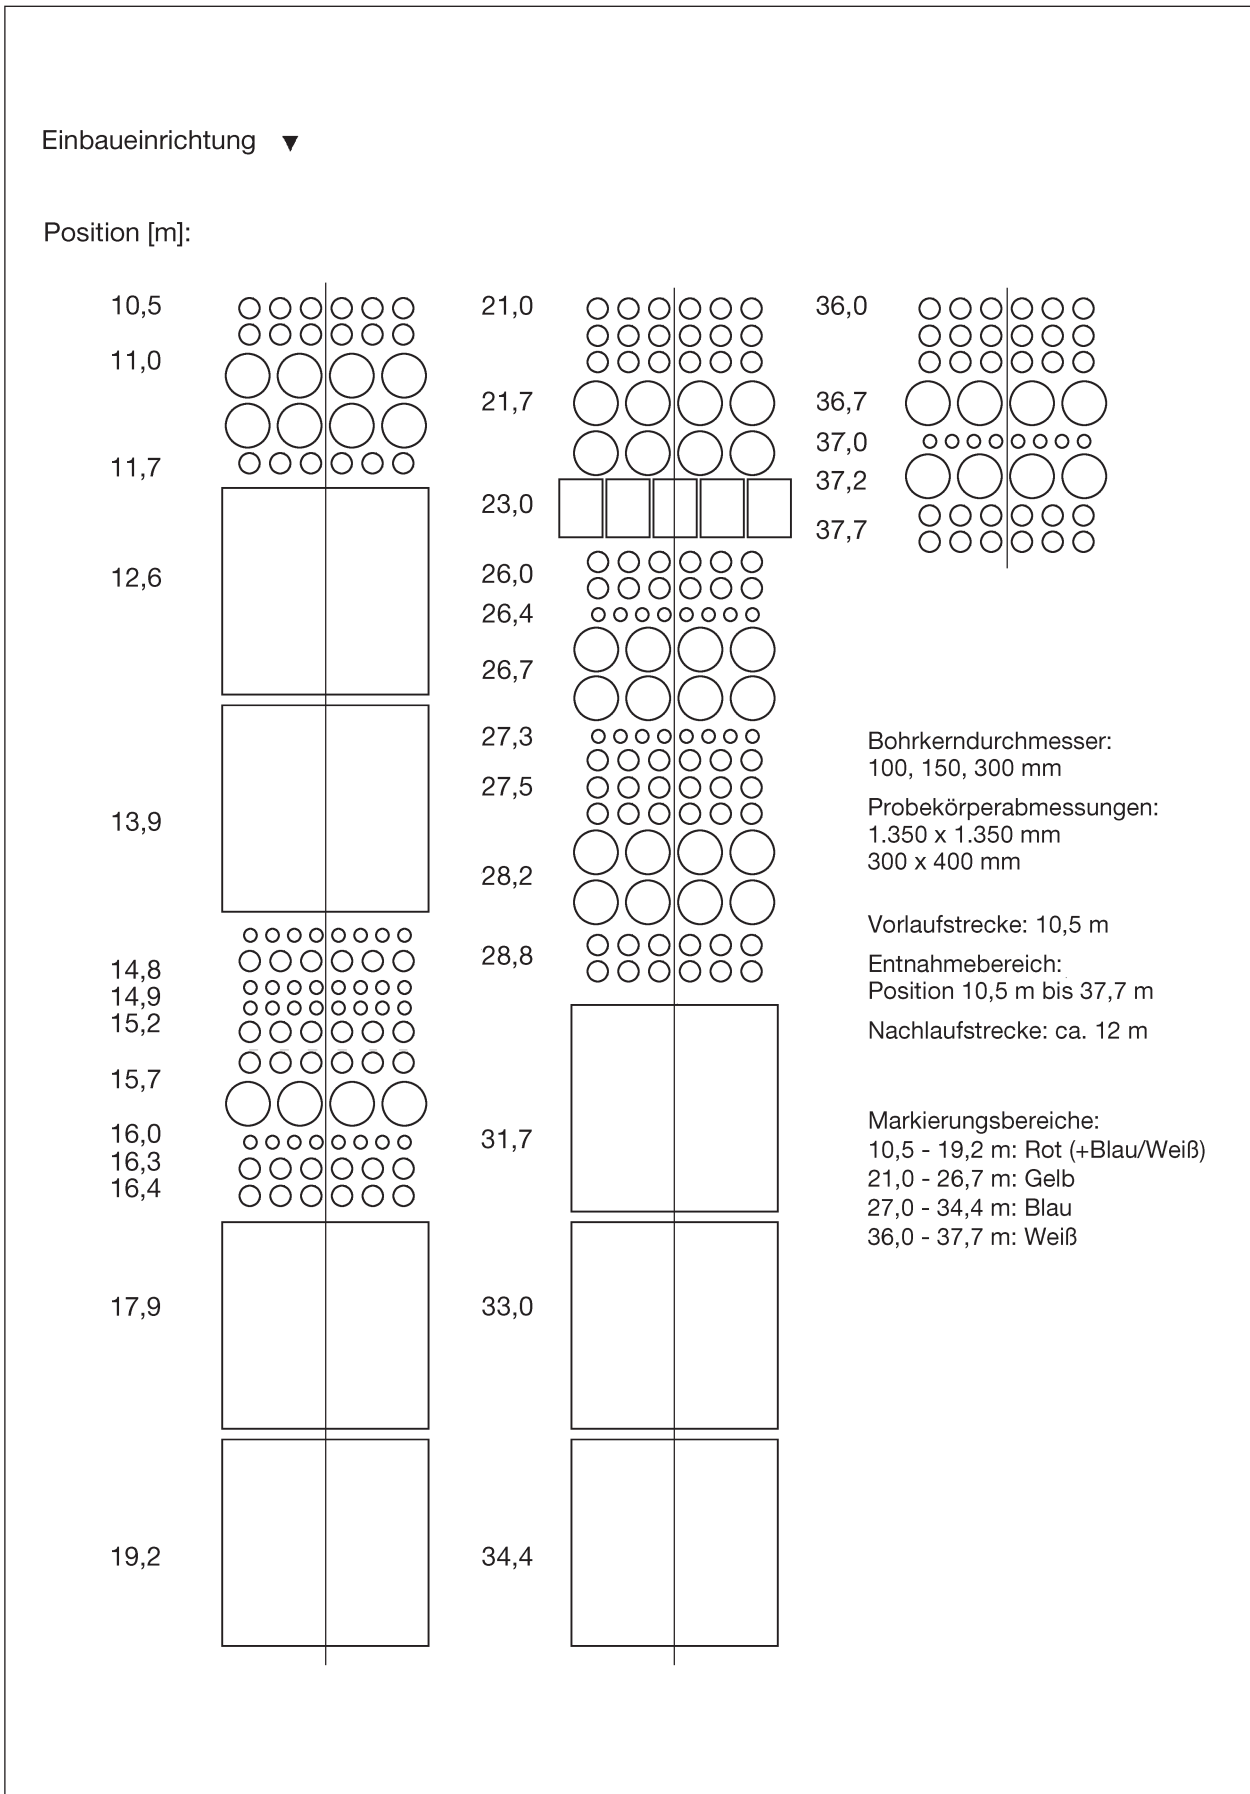 Einbaueinrichtung ▼
Position [m]:
10,5
11,0
11,7
12,6
13,9
14,8
14,9
15,2
15,7
16,0
16,3
16,4
17,9
19,2
21,0
21,7
23,0
26,0
26,4
26,7
27,3
27,5
28,2
28,8
31,7
33,0
34,4
36,0
36,7
37,0
37,2
37,7
Bohrkerndurchmesser:
100, 150, 300 mm
Probekörperabmessungen:
1.350 x 1.350 mm
300 x 400 mm
Vorlaufstrecke: 10,5 m
Entnahmebereich:
Position 10,5 m bis 37,7 m
Nachlaufstrecke: ca. 12 m
Markierungsbereiche:
10,5 - 19,2 m: Rot (+Blau/Weiß)
21,0 - 26,7 m: Gelb
27,0 - 34,4 m: Blau
36,0 - 37,7 m: Weiß